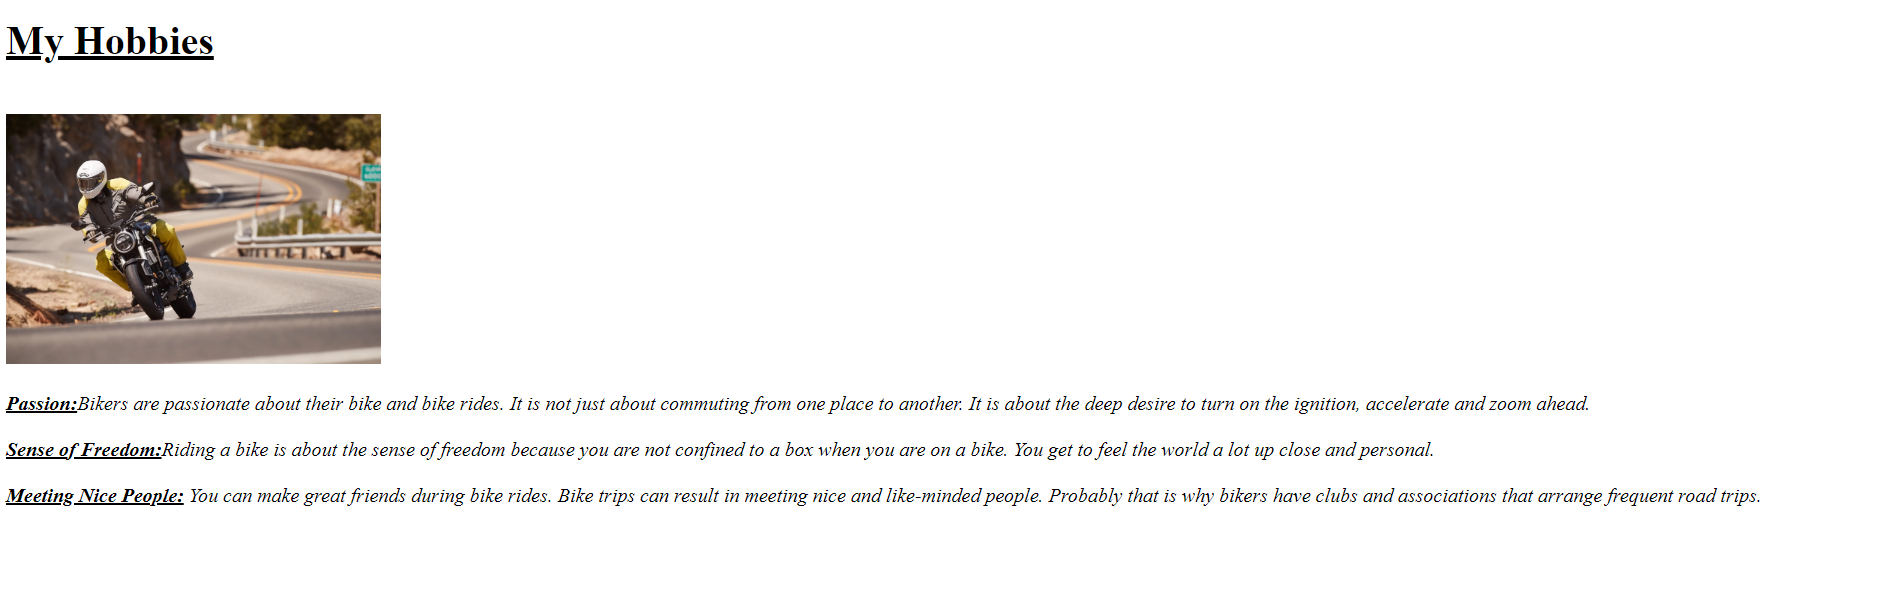 My Hobbies
Passion:Bikers are passionate about their bike and bike rides. It is not just about commuting from one place to another. It is about the deep desire to turn on the ignition, accelerate and zoom ahead.
Sense of Freedom:Riding a bike is about the sense of freedom because you are not confined to a box when you are on a bike. You get to feel the world a lot up close and personal.
Meeting Nice People: You can make great friends during bike rides. Bike trips can result in meeting nice and like-minded people. Probably that is why bikers have clubs and associations that arrange frequent road trips.